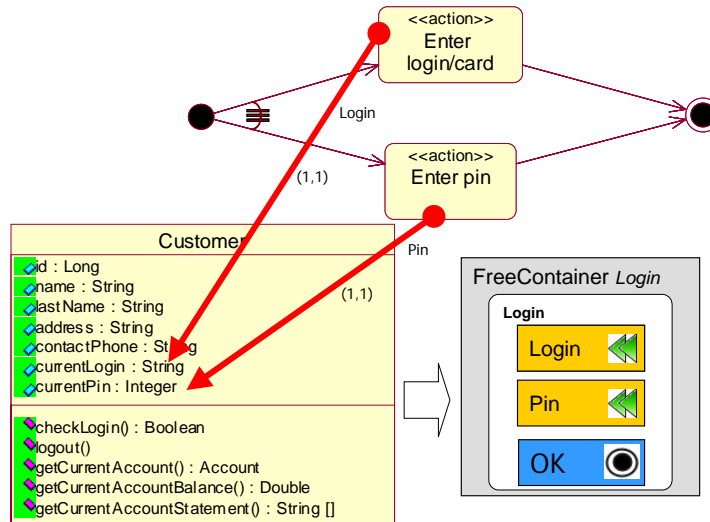 <<action>>
Enter
login/card
Login
<<action>>
Enter pin
(1,1)
Pin
(1,1)
Customer
id : Long
name : String
lastName : String
address : String
contactPhone : String
currentLogin : String
currentPin : Integer
checkLogin() : Boolean
logout()
getCurrentAccount() : Account
getCurrentAccountBalance() : Double
getCurrentAccountStatement() : String []
FreeContainer Login
Login
Login
Pin
OK